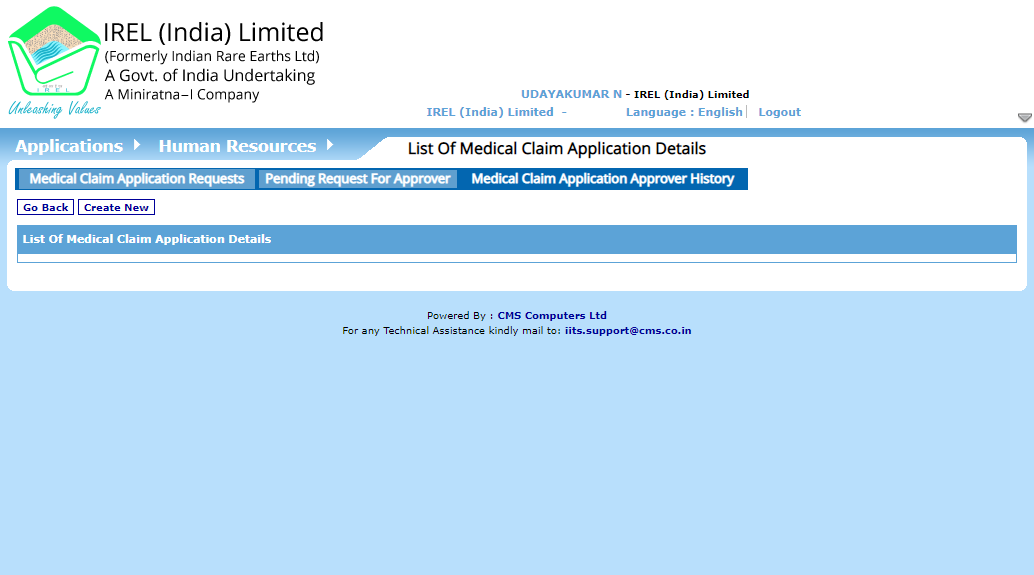 IREL (India) Limited
(Formerly Indian Rare Earths Ltd)
A Govt. of India Undertaking
A Miniratna–I Company
IREL
Unleashing Values
UDAYAKUMAR N - IREL (India) Limited
IREL (India) Limited - Language : English Logout
Applications Human Resources List Of Medical Claim Application Details
Medical Claim Application Requests Pending Request For Approver Medical Claim Application Approver History
Go Back Create New
List Of Medical Claim Application Details
Powered By : CMS Computers Ltd
For any Technical Assistance kindly mail to: iits.support@cms.co.in